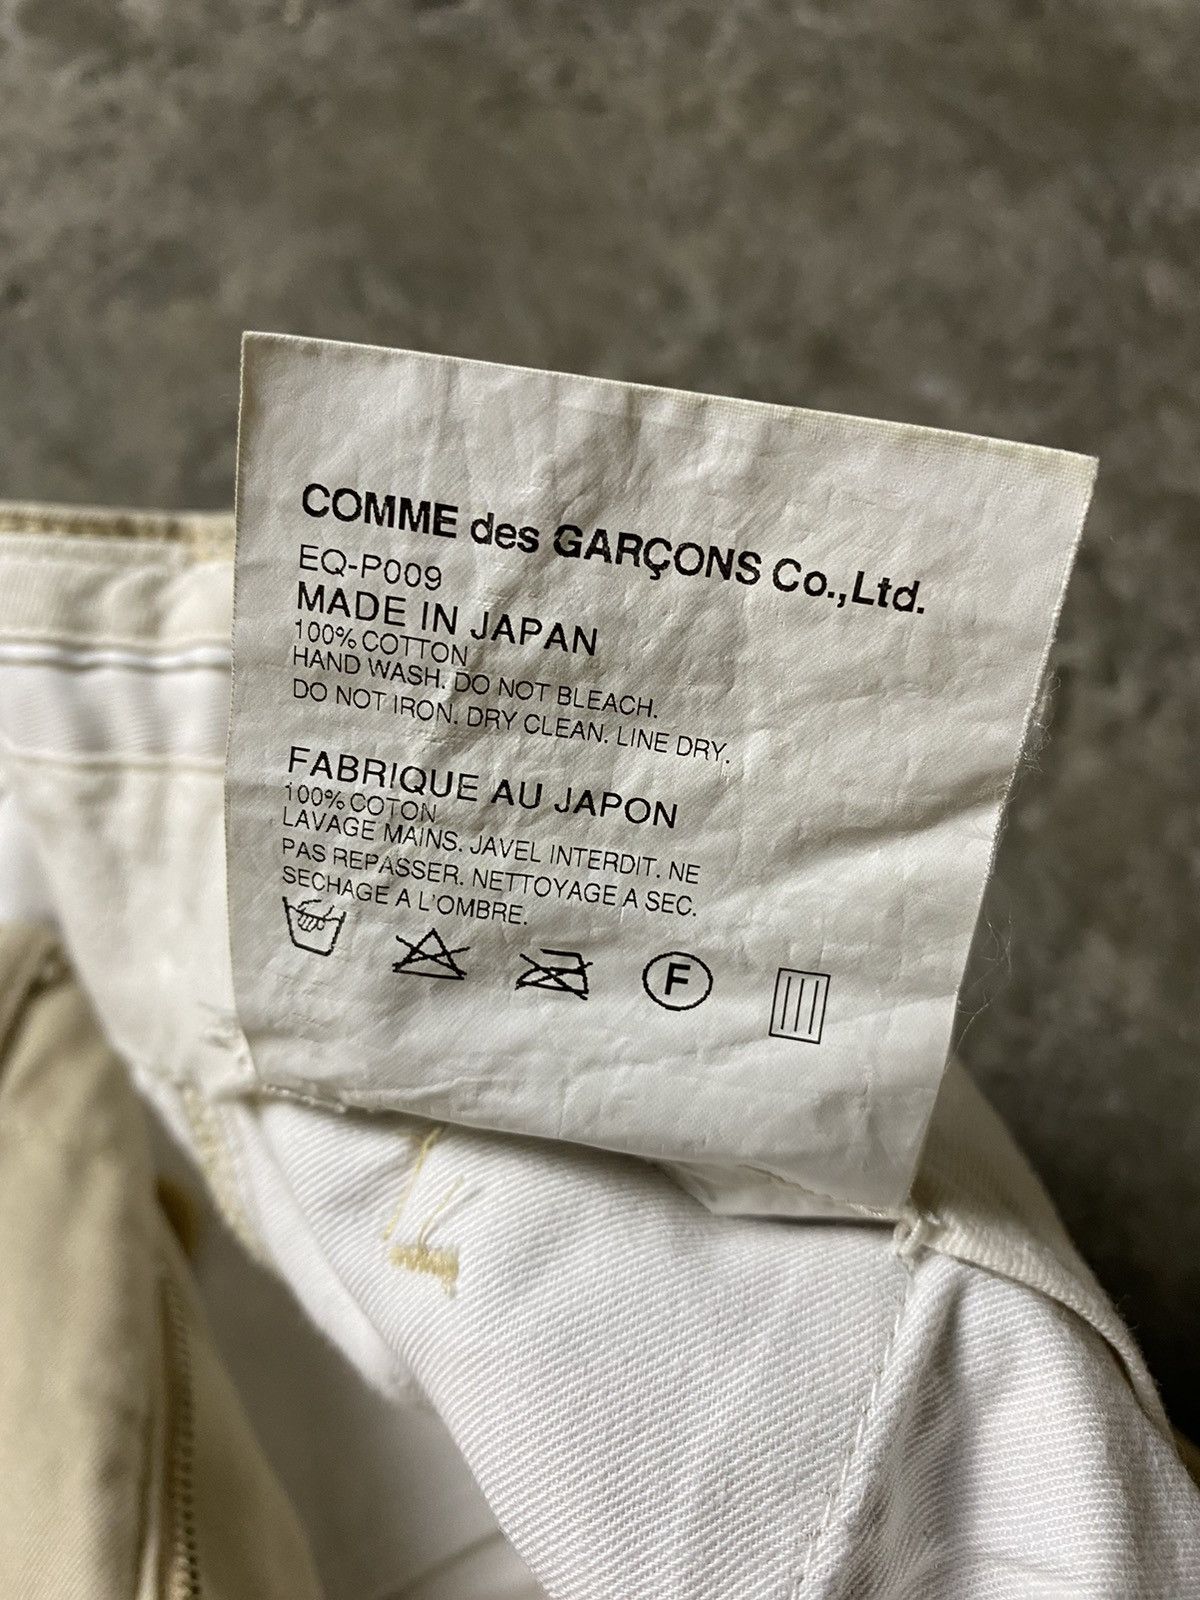 COMME des GARÇONS Co.,Ltd.
EQ-P009
MADE IN JAPAN
100% COTTON
HAND WASH. DO NOT BLEACH.
DO NOT IRON. DRY CLEAN. LINE DRY.
FABRIQUE AU JAPON
100% COTON
LAVAGE MAINS. JAVEL INTERDIT. NE
PAS REPASSER. NETTOYAGE A SEC.
SECHAGE A L'OMBRE.
F